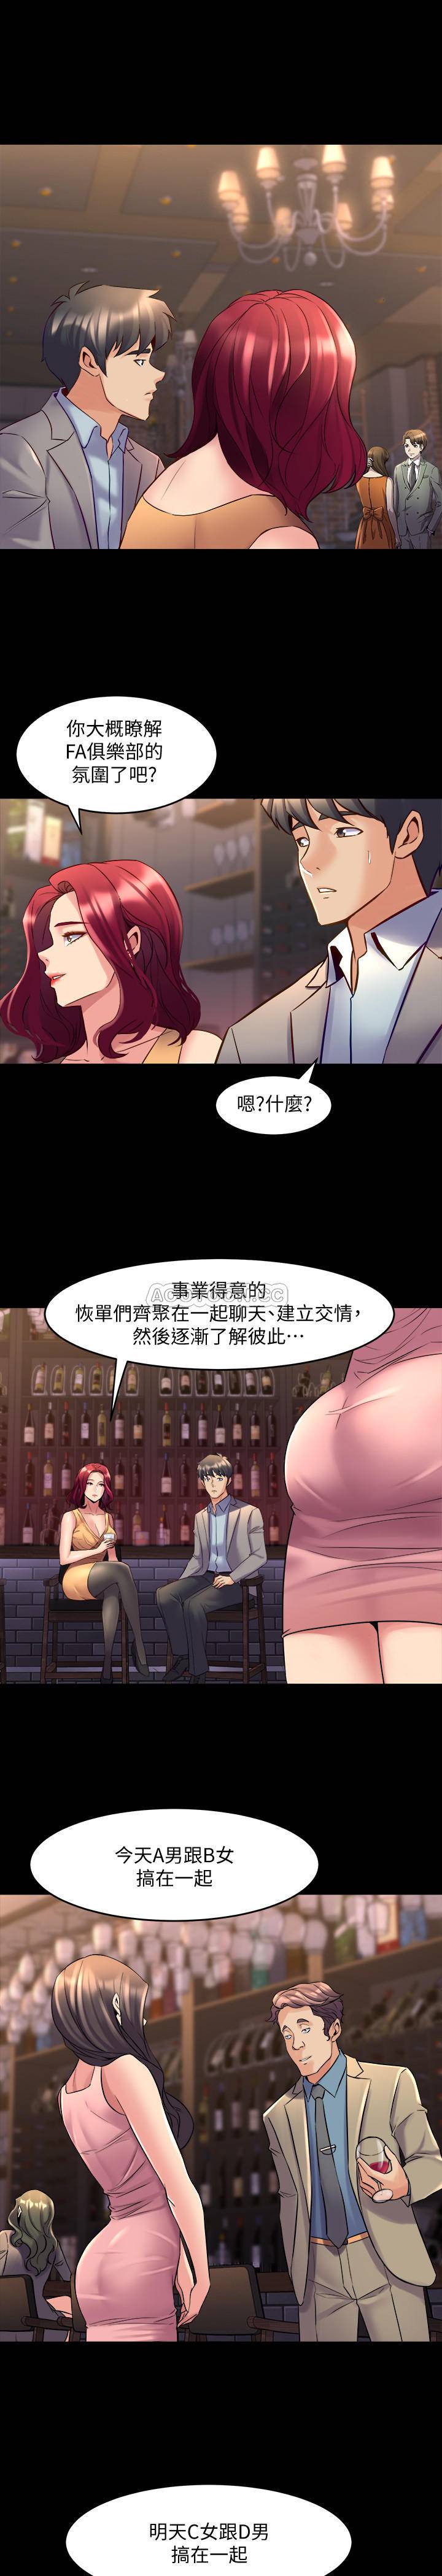 你大概瞭解
FA俱樂部的
氛圍了吧?
嗯?什麼?
事業得意的
恢單們齊聚在一起聊天、建立交情,
然後逐漸了解彼此…
今天A男跟B女
搞在一起
明天C女跟D男
搞在一起